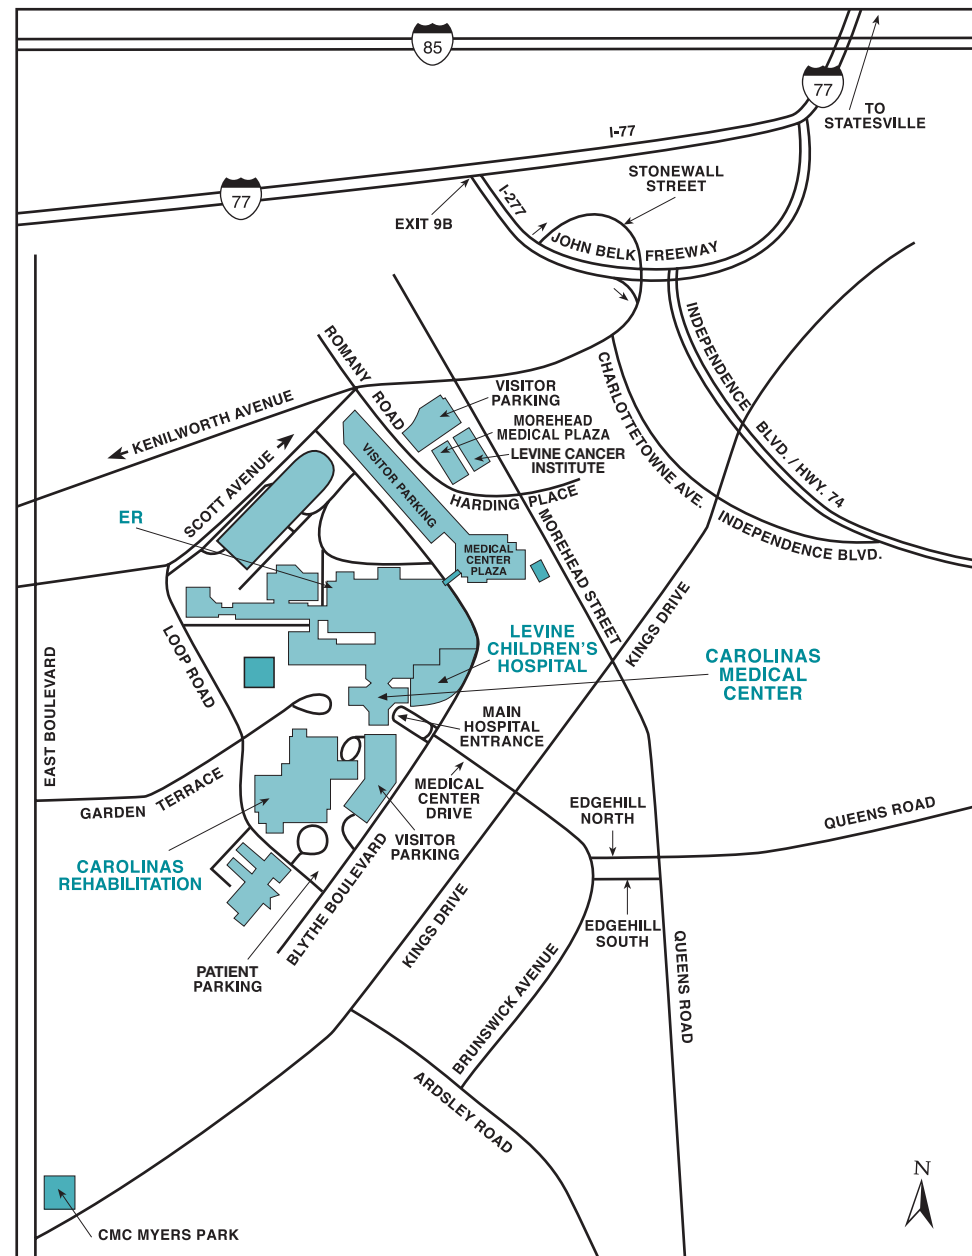 85
77
TO
STATESVILLE
I-77
STONEWALL
STREET
77
I-277
EXIT 9B
JOHN BELK FREEWAY
ROMANY ROAD
INDEPENDENCE BLVD. / HWY. 74
CHARLOTTETOWNE AVE.
VISITOR
PARKING
KENILWORTH AVENUE
MOREHEAD
MEDICAL PLAZA
LEVINE CANCER
INSTITUTE
SCOTT AVENUE
VISITOR PARKING
HARDING PLACE
ER
MOREHEAD STREET
INDEPENDENCE BLVD.
MEDICAL
CENTER
PLAZA
KINGS DRIVE
LOOP ROAD
LEVINE
CHILDREN'S
HOSPITAL
CAROLINAS
MEDICAL
CENTER
EAST BOULEVARD
MAIN
HOSPITAL
ENTRANCE
GARDEN TERRACE
MEDICAL
CENTER
DRIVE
EDGEHILL
NORTH
QUEENS ROAD
VISITOR
PARKING
CAROLINAS
REHABILITATION
BLYTHE BOULEVARD
KINGS DRIVE
EDGEHILL
SOUTH
PATIENT
PARKING
QUEENS ROAD
BRUNSWICK AVENUE
ARDSLEY ROAD
N
CMC MYERS PARK